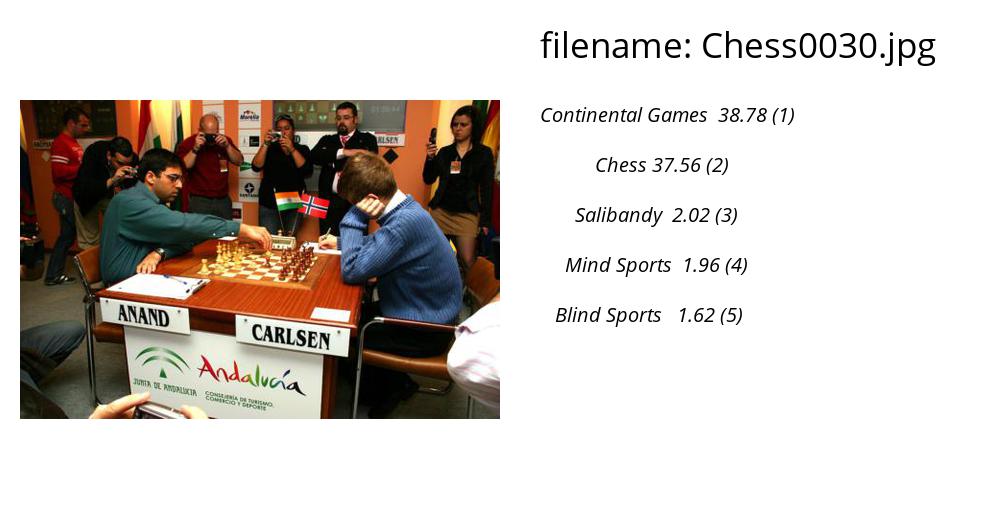 filename: Chess0030.jpg
Continental Games 38.78 (1)
Chess 37.56 (2)
Salibandy 2.02 (3)
Mind Sports 1.96 (4)
Blind Sports 1.62 (5)
Morelia
ANAND
CARLSEN
JUNTA DE ANDALUCIA
Andalucía
CONSEJERÍA DE TURISMO,
COMERCIO Y DEPORTE